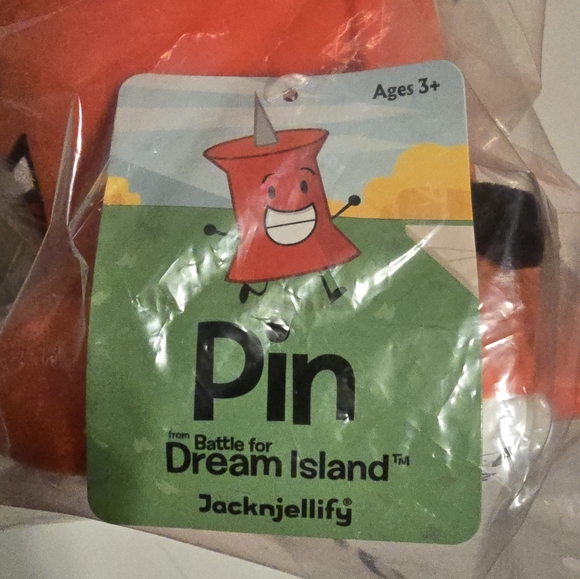 Ages 3+
Pin
from Battle for
Dream Island™
Jacknjellify®